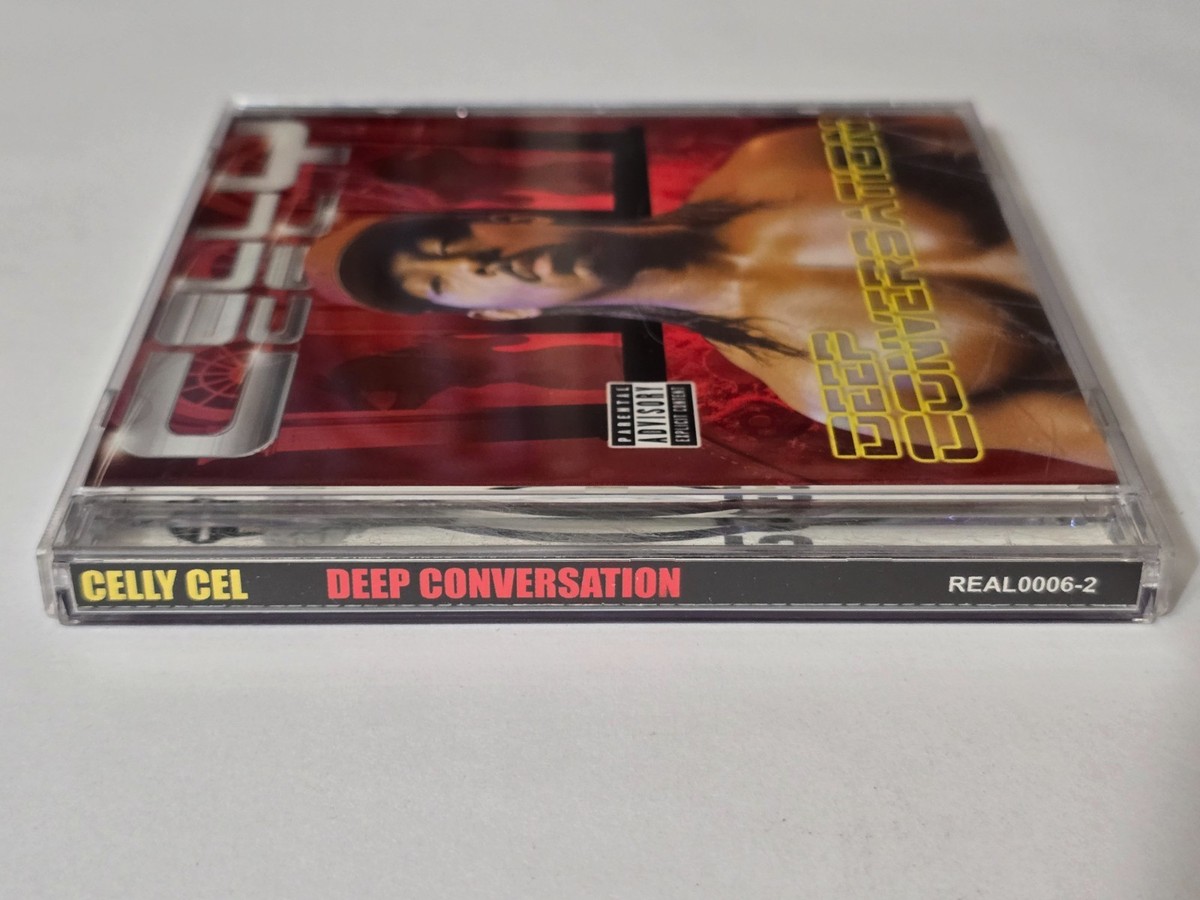 Celly Cel
DEEP
CONVERSATION
PARENTAL
ADVISORY
EXPLICIT CONTENT
CELLY CEL DEEP CONVERSATION REAL0006-2